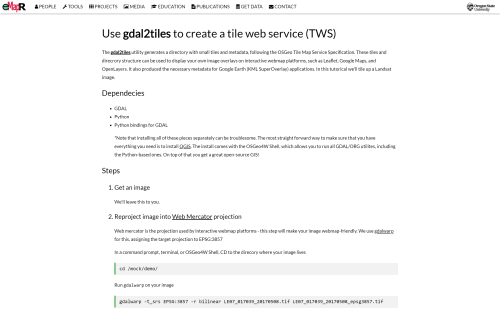 eMapR PEOPLE TOOLS PROJECTS MEDIA EDUCATION PUBLICATIONS GET DATA CONTACT Oregon State University
Use gdal2tiles to create a tile web service (TWS)
The gdal2tiles utility generates a directory with small tiles and metadata, following the OSGeo Tile Map Service Specification. These tiles and
direcrory structure can be used to display your own image overlays on interactive webmap platforms, such as Leaflet, Google Maps, and
OpenLayers. It also produced the necessary metadata for Google Earth (KML SuperOverlay) applications. In this tutorial we'll tile up a Landsat
image.
Dependecies
• GDAL
• Python
• Python bindings for GDAL
*Note that installing all of these pieces separately can be troublesome. The most straight forward way to make sure that you have
everything you need is to install QGIS. The install comes with the OSGeo4W Shell, which allows you to run all GDAL/ORG utilites, including
the Python-based ones. On top of that you get a great open-source GIS!
Steps
1. Get an image
We'll leave this to you.
2. Reproject image into Web Mercator projection
Web mercator is the projection used by interactive webmap platforms - this step will make your image webmap-friendly. We use gdalwarp
for this, assigning the target projection to EPSG:3857
In a command prompt, terminal, or OSGeo4W Shell, CD to the direcory where your image lives
cd /mock/demo/
Run gdalwarp on your image
gdalwarp -t_srs EPSG:3857 -r bilinear LE07_017039_20170508.tif LE07_017039_20170508_epsg3857.tif